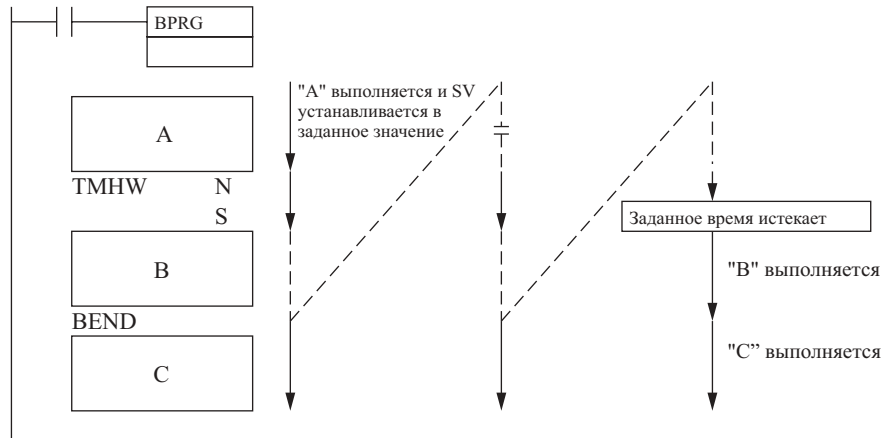 BPRG
"A" выполняется и SV
устанавливается в
заданное значение
A
TMHW N
S
Заданное время истекает
B
"B" выполняется
BEND
"C” выполняется
C